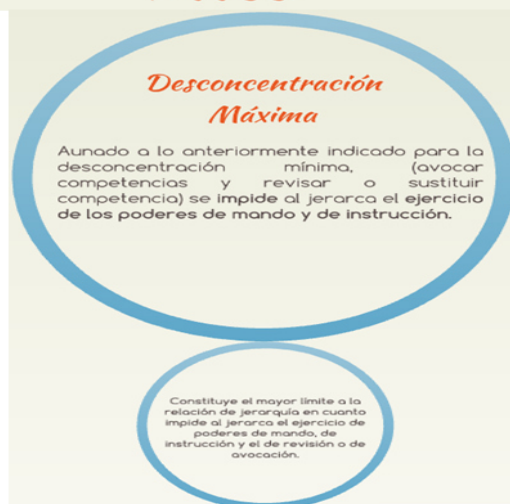 Desconcentración
Máxima
Aunado a lo anteriormente indicado para la
desconcentración mínima, (avocar
competencias y revisar o sustituir
competencia) se impide al jerarca el ejercicio
de los poderes de mando y de instrucción.
Constituye el mayor límite a la
relación de jerarquía en cuanto
impide al jerarca el ejercicio de
poderes de mando, de
instrucción y el de revisión o de
avocación.